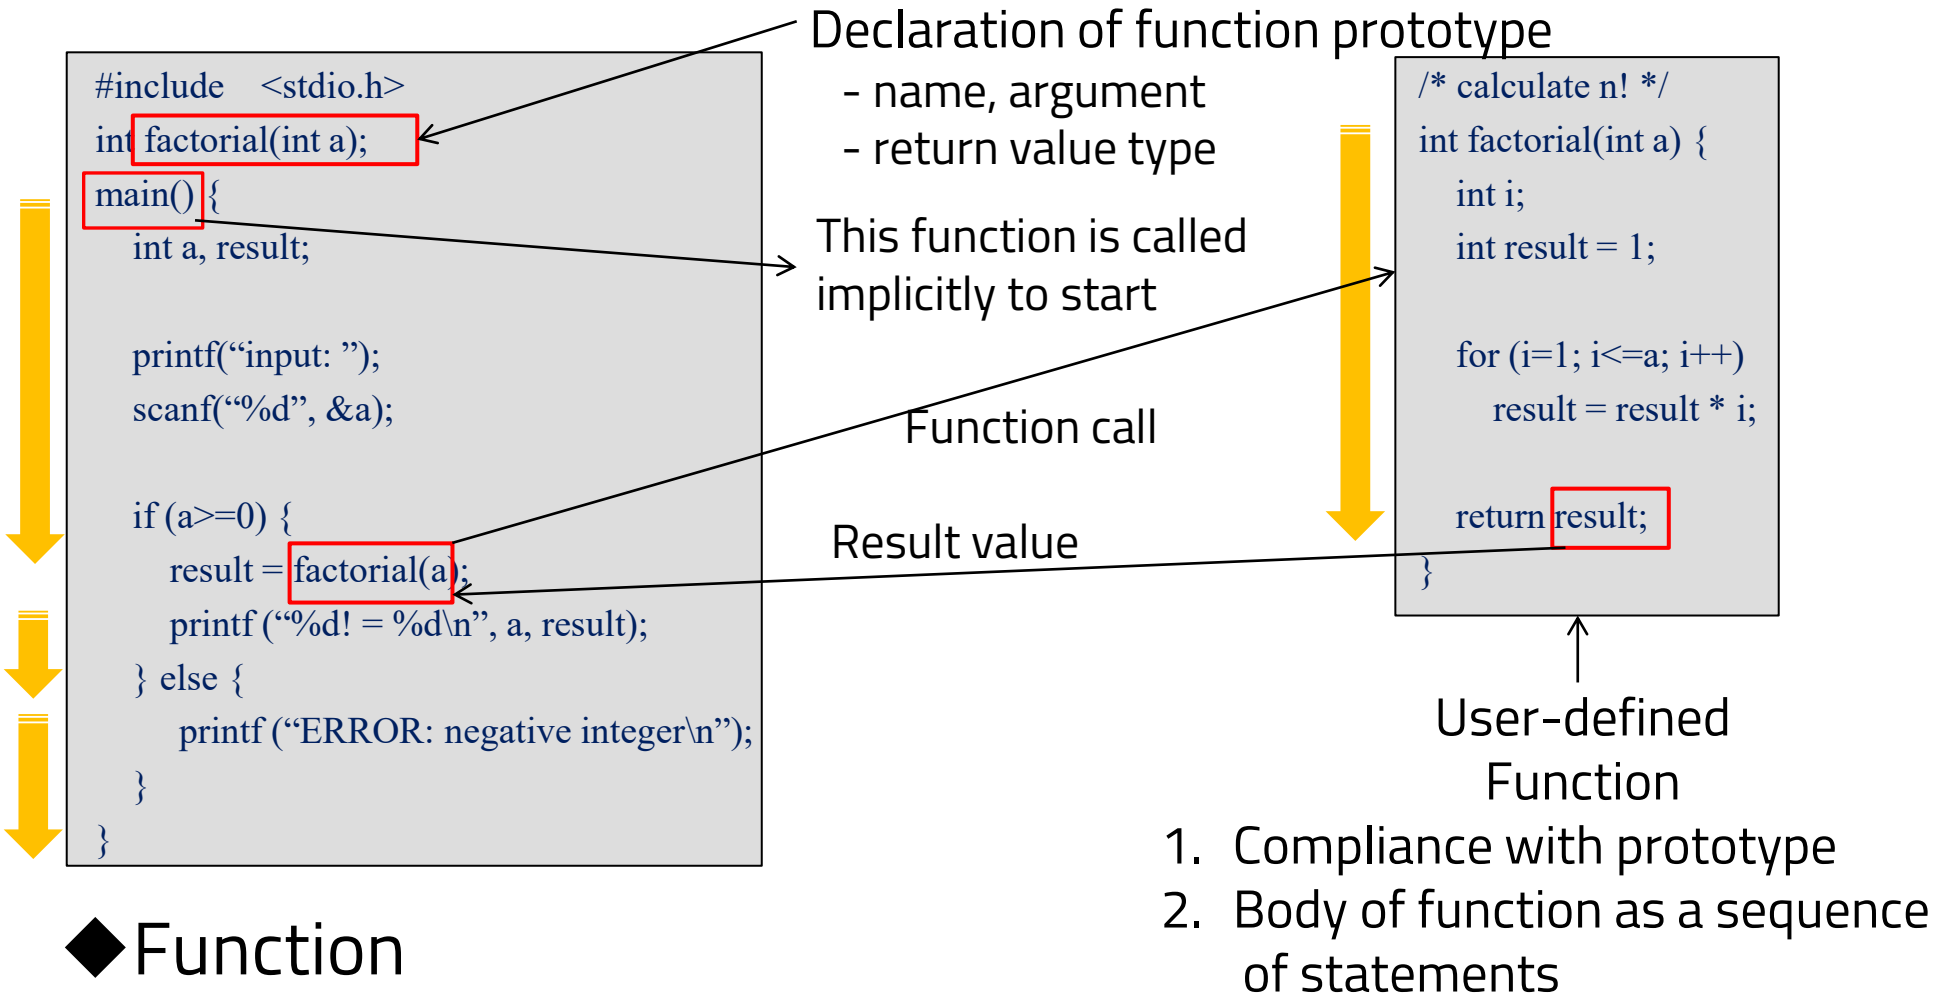 Declaration of function prototype
- name, argument
- return value type
#include <stdio.h>
int factorial(int a);
main() {
int a, result;
printf(“input: ”);
scanf(“%d”, &a);
if (a>=0) {
result = factorial(a);
printf (“%d! = %d\n”, a, result);
} else {
printf (“ERROR: negative integer\n”);
}
}
This function is called
implicitly to start
Function call
Result value
/* calculate n! */
int factorial(int a) {
int i;
int result = 1;
for (i=1; i<=a; i++)
result = result * i;
return result;
}
User-defined
Function
1. Compliance with prototype
2. Body of function as a sequence
of statements
◆Function